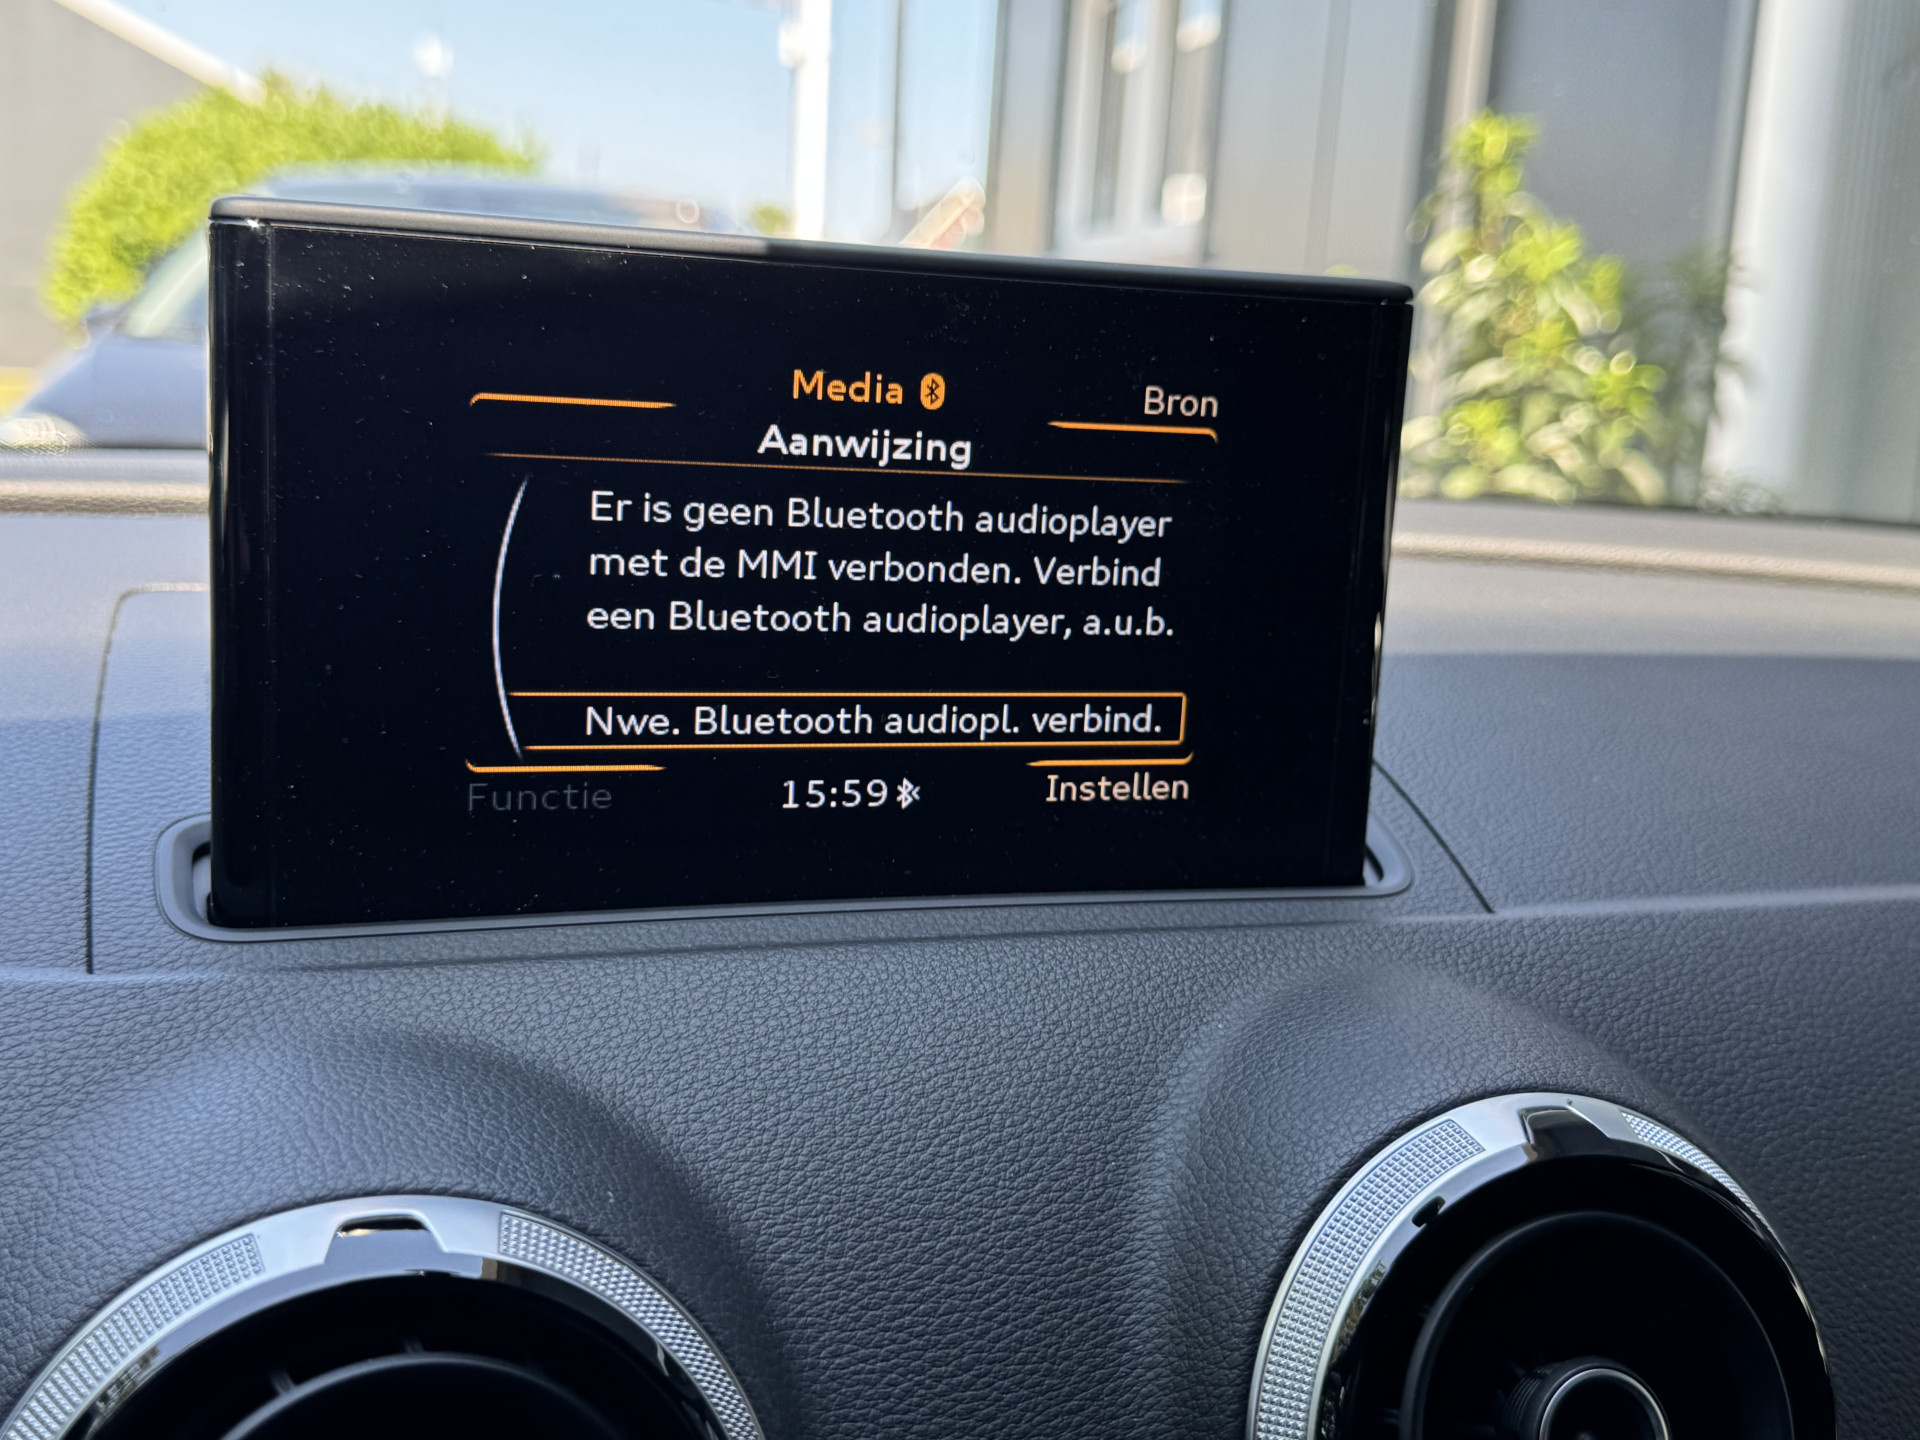 Media
Bron
Aanwijzing
Er is geen Bluetooth audioplayer
met de MMI verbonden. Verbind
een Bluetooth audioplayer, a.u.b.
Nwe. Bluetooth audiopl. verbind.
Functie
15:59
Instellen